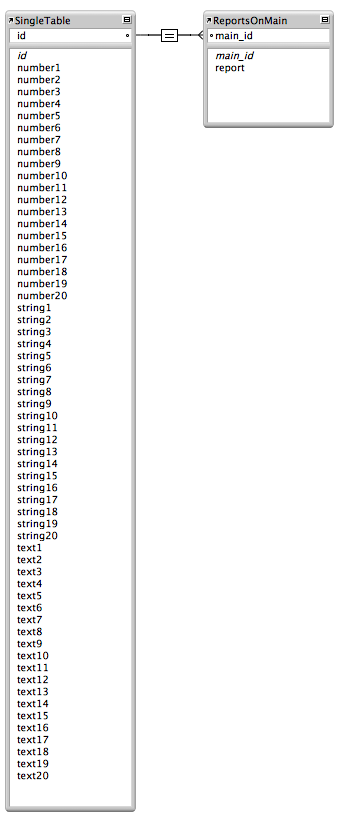 SingleTable
id
id
number1
number2
number3
number4
number5
number6
number7
number8
number9
number10
number11
number12
number13
number14
number15
number16
number17
number18
number19
number20
string1
string2
string3
string4
string5
string6
string7
string8
string9
string10
string11
string12
string13
string14
string15
string16
string17
string18
string19
string20
text1
text2
text3
text4
text5
text6
text7
text8
text9
text10
text11
text12
text13
text14
text15
text16
text17
text18
text19
text20
=
ReportsOnMain
main_id
main_id
report